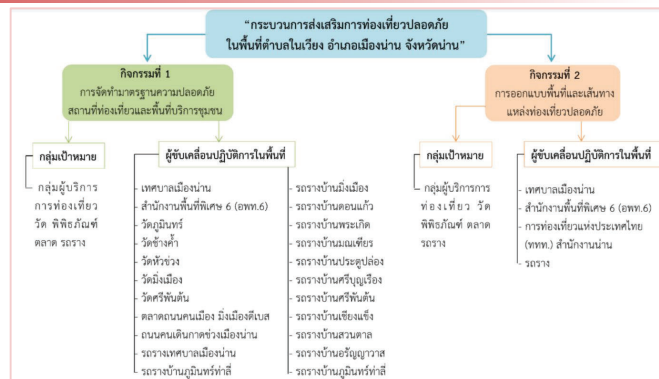 “กระบวนการส่งเสริมการท่องเที่ยวปลอดภัย
ในพื้นที่ตำบลในเวียง อำเภอเมืองน่าน จังหวัดน่าน”
กิจกรรมที่ 1
การจัดทำมาตรฐานความปลอดภัย
สถานที่ท่องเที่ยวและพื้นที่บริการชุมชน
กลุ่มเป้าหมาย
- กลุ่มผู้บริการ
การท่องเที่ยว
วัด พิพิธภัณฑ์
ตลาด รถราง
ผู้ขับเคลื่อนปฏิบัติการในพื้นที่
- เทศบาลเมืองน่าน
- สำนักงานพื้นที่พิเศษ 6 (อพท.6)
- วัดภูมินทร์
- วัดช้างค้ำ
- วัดหัวข่วง
- วัดมิ่งเมือง
- วัดศรีพันต้น
- ตลาดถนนคนเมือง มิ่งเมืองดีเบส
- ถนนคนเดินกาดข่วงเมืองน่าน
- รถรางเทศบาลเมืองน่าน
- รถรางบ้านภูมินทร์ท่าลี่
- รถรางบ้านมิ่งเมือง
- รถรางบ้านดอนแก้ว
- รถรางบ้านพระเกิด
- รถรางบ้านมณเฑียร
- รถรางบ้านประตูปล่อง
- รถรางบ้านศรีบุญเรือง
- รถรางบ้านศรีพันต้น
- รถรางบ้านเชียงแข็ง
- รถรางบ้านสวนตาล
- รถรางบ้านอรัญญาวาส
- รถรางบ้านภูมินทร์ท่าลี่
กิจกรรมที่ 2
การออกแบบพื้นที่และเส้นทาง
แหล่งท่องเที่ยวปลอดภัย
กลุ่มเป้าหมาย
- กลุ่มผู้บริการการ
ท่องเที่ยว วัด
พิพิธภัณฑ์ ตลาด
รถราง
ผู้ขับเคลื่อนปฏิบัติการในพื้นที่
- เทศบาลเมืองน่าน
- สำนักงานพื้นที่พิเศษ 6 (อพท.6)
- การท่องเที่ยวแห่งประเทศไทย
(ททท.) สำนักงานน่าน
- รถราง